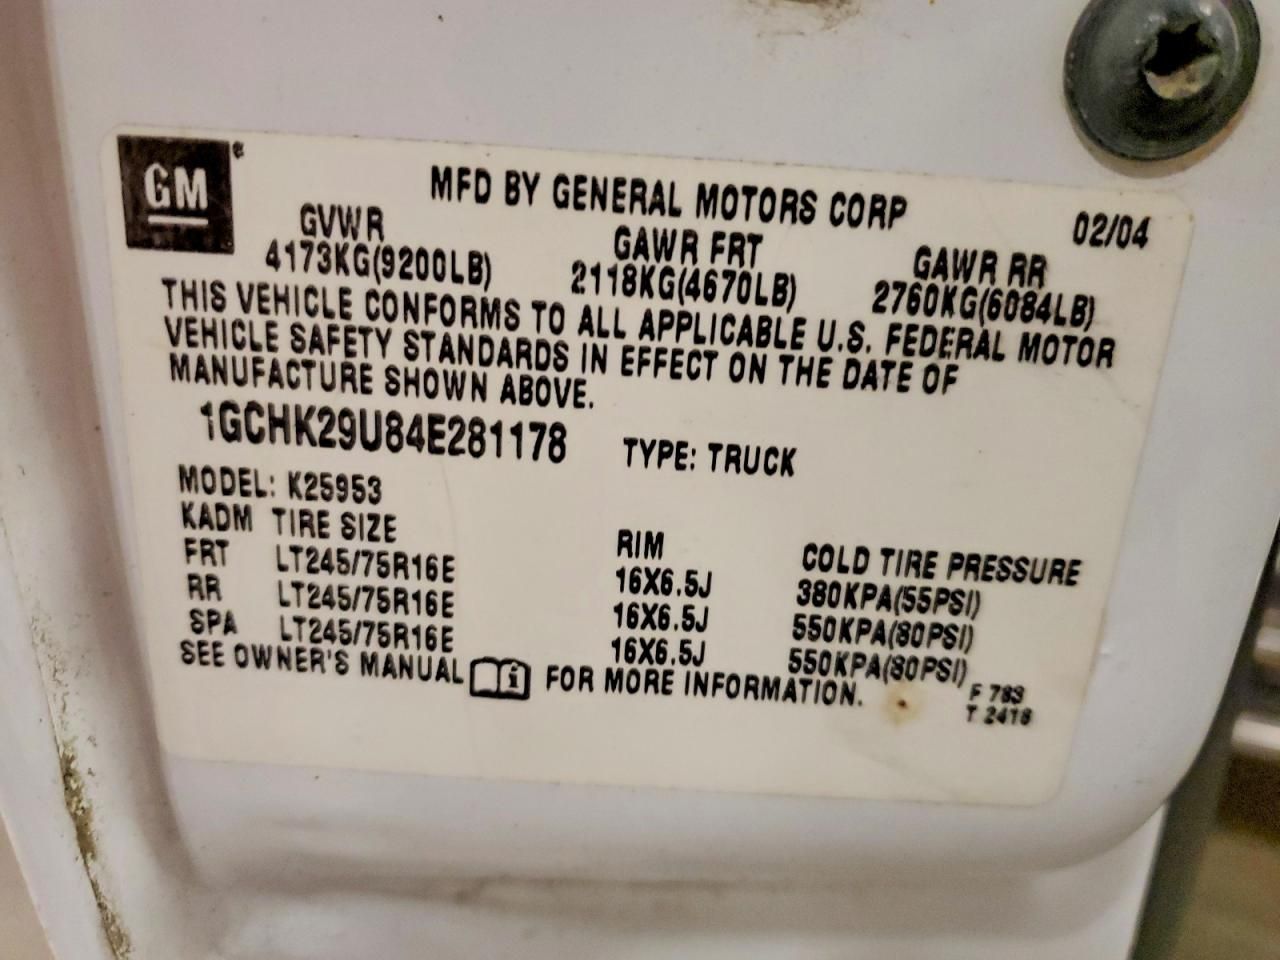 GM
MFD BY GENERAL MOTORS CORP
02/04
GVWR GAWR FRT GAWR RR
4173KG(9200LB) 2118KG(4670LB) 2760KG(6084LB)
THIS VEHICLE CONFORMS TO ALL APPLICABLE U.S. FEDERAL MOTOR
VEHICLE SAFETY STANDARDS IN EFFECT ON THE DATE OF
MANUFACTURE SHOWN ABOVE.
1GCHK29U84E281178 TYPE: TRUCK
MODEL: K25953
KADM TIRE SIZE RIM COLD TIRE PRESSURE
FRT LT245/75R16E 16X6.5J 380KPA(55PSI)
RR LT245/75R16E 16X6.5J 550KPA(80PSI)
SPA LT245/75R16E 16X6.5J 550KPA(80PSI)
SEE OWNER'S MANUAL i FOR MORE INFORMATION.
F 783
T 2418